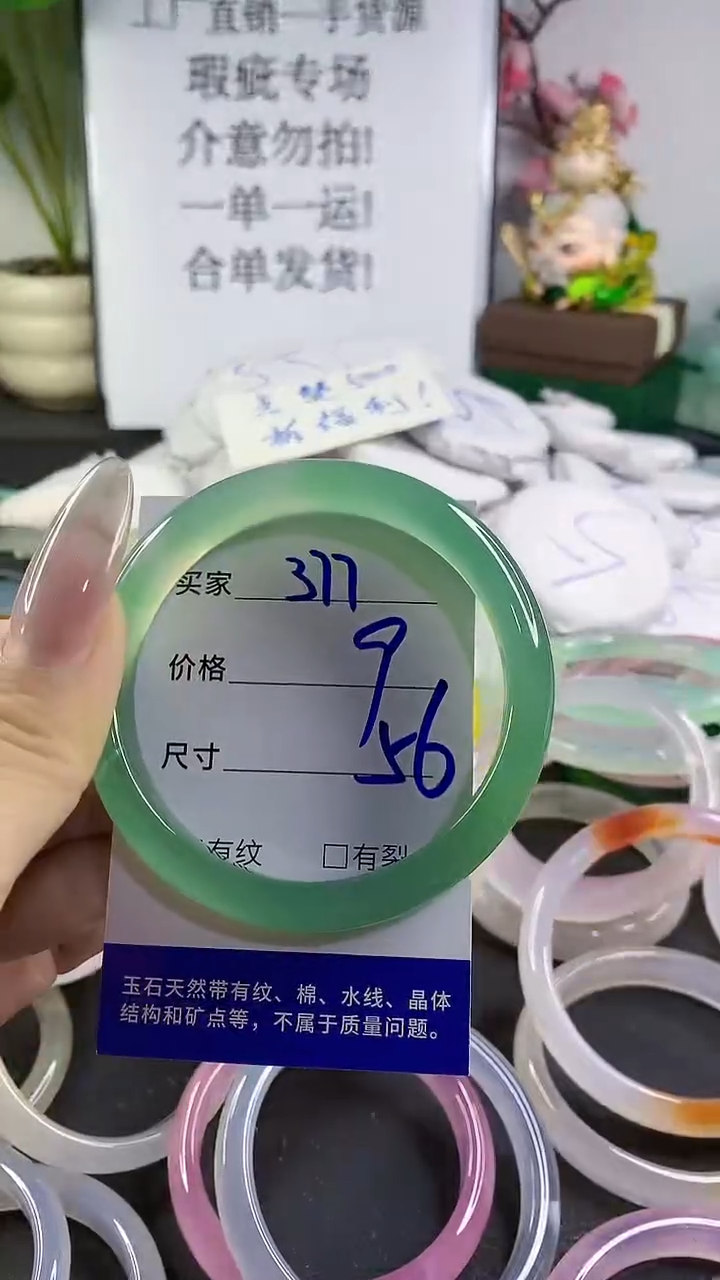 工厂直销一手货源
瑕疵专场
介意勿拍!
一单一运!
合单发货!
买家 377
价格 9
尺寸 56
有纹 □有裂
玉石天然带有纹、棉、水线、晶体
结构和矿点等，不属于质量问题。